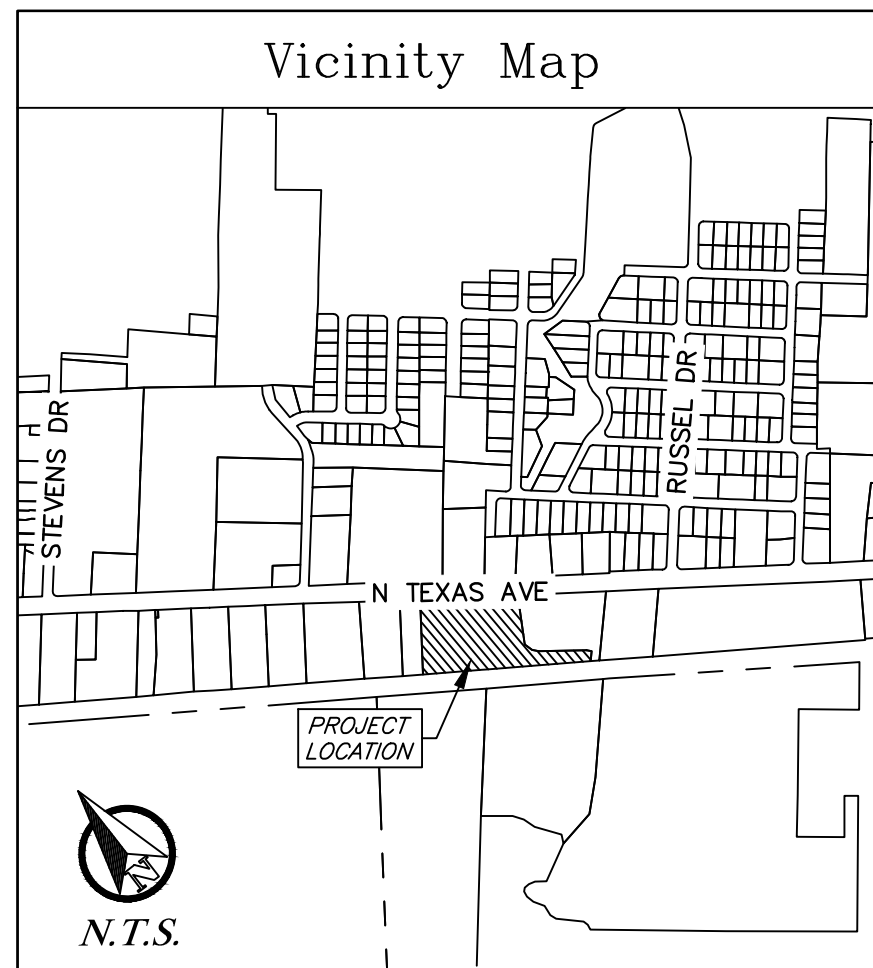 Vicinity Map
STEVENS DR
RUSSEL DR
N TEXAS AVE
PROJECT
LOCATION
N
N.T.S.